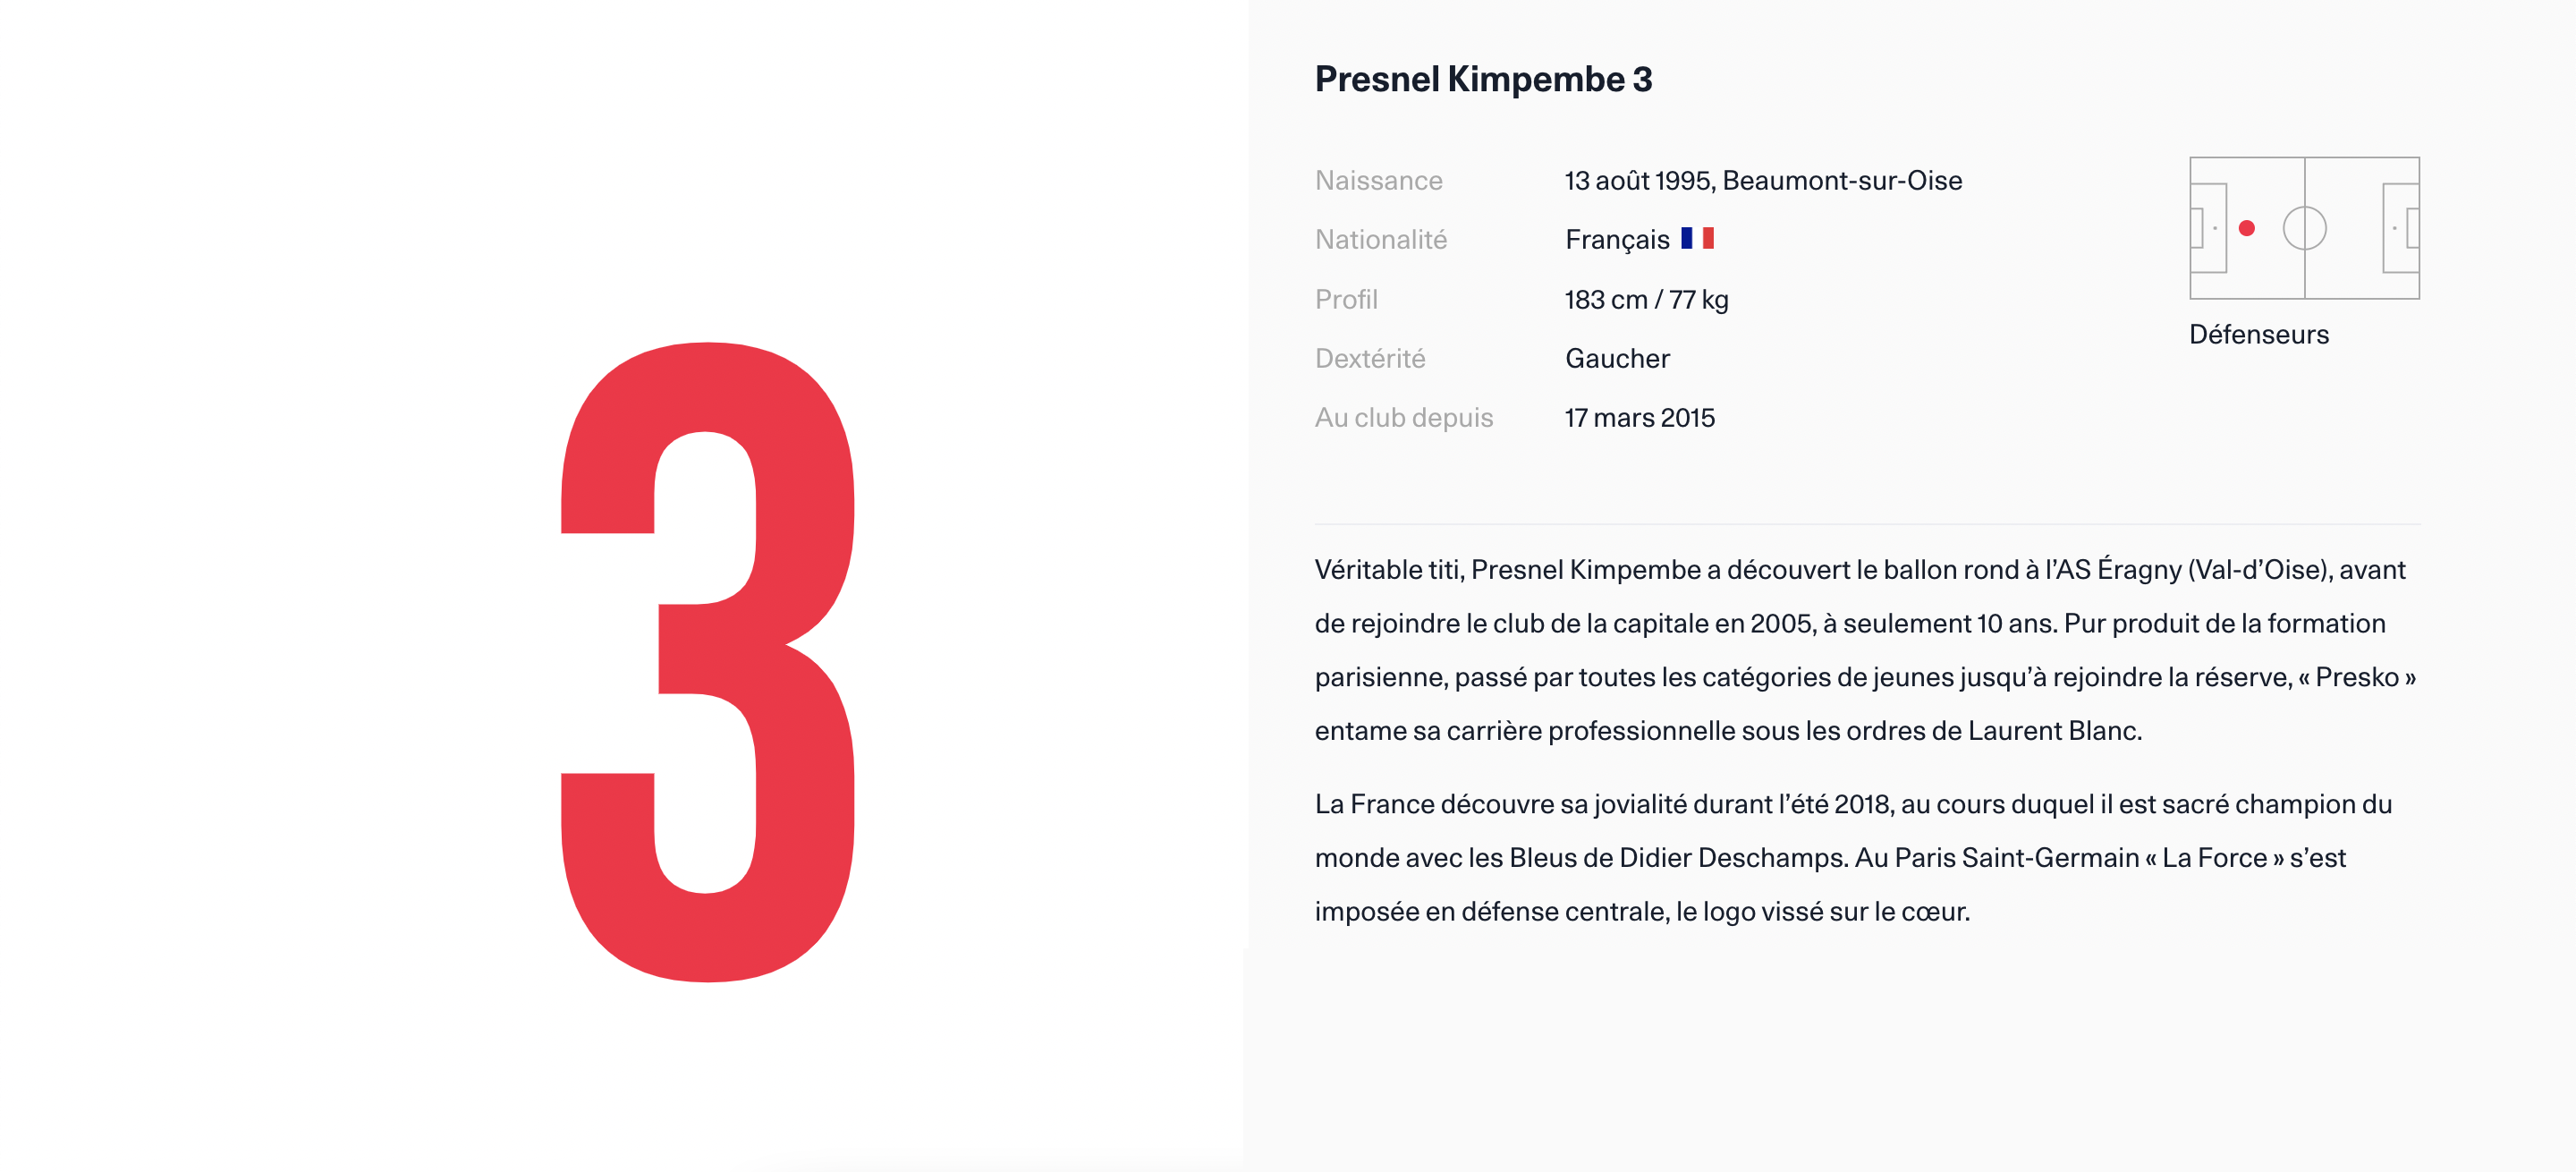 3
Presnel Kimpembe 3
Naissance 13 août 1995, Beaumont-sur-Oise
Nationalité Français
Profil 183 cm / 77 kg
Dextérité Gaucher
Au club depuis 17 mars 2015
Défenseurs
Véritable titi, Presnel Kimpembe a découvert le ballon rond à l’AS Éragny (Val-d’Oise), avant
de rejoindre le club de la capitale en 2005, à seulement 10 ans. Pur produit de la formation
parisienne, passé par toutes les catégories de jeunes jusqu’à rejoindre la réserve, « Presko »
entame sa carrière professionnelle sous les ordres de Laurent Blanc.
La France découvre sa jovialité durant l’été 2018, au cours duquel il est sacré champion du
monde avec les Bleus de Didier Deschamps. Au Paris Saint-Germain « La Force » s’est
imposée en défense centrale, le logo vissé sur le cœur.